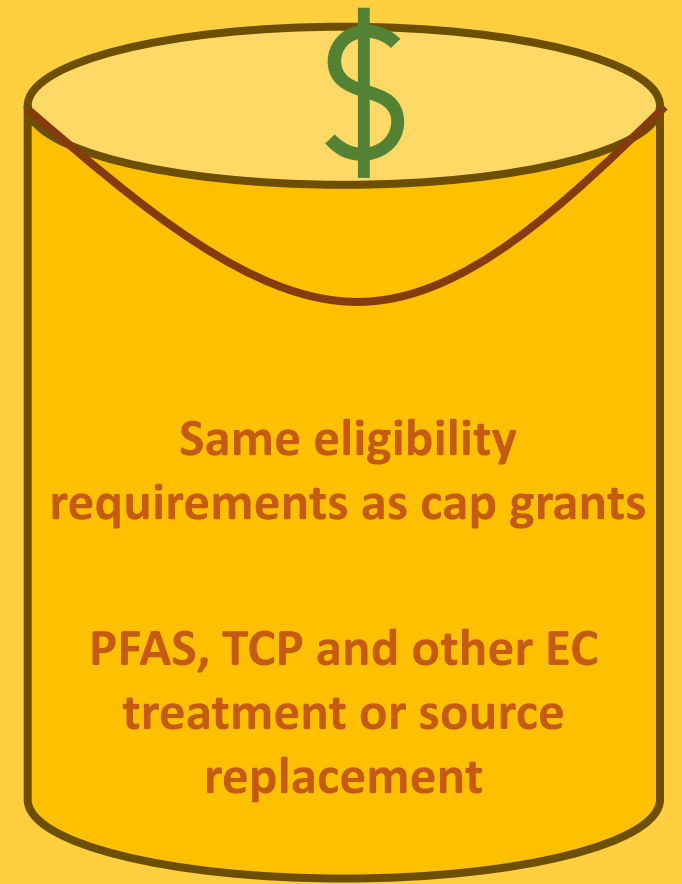 $
Same eligibility
requirements as cap grants
PFAS, TCP and other EC
treatment or source
replacement